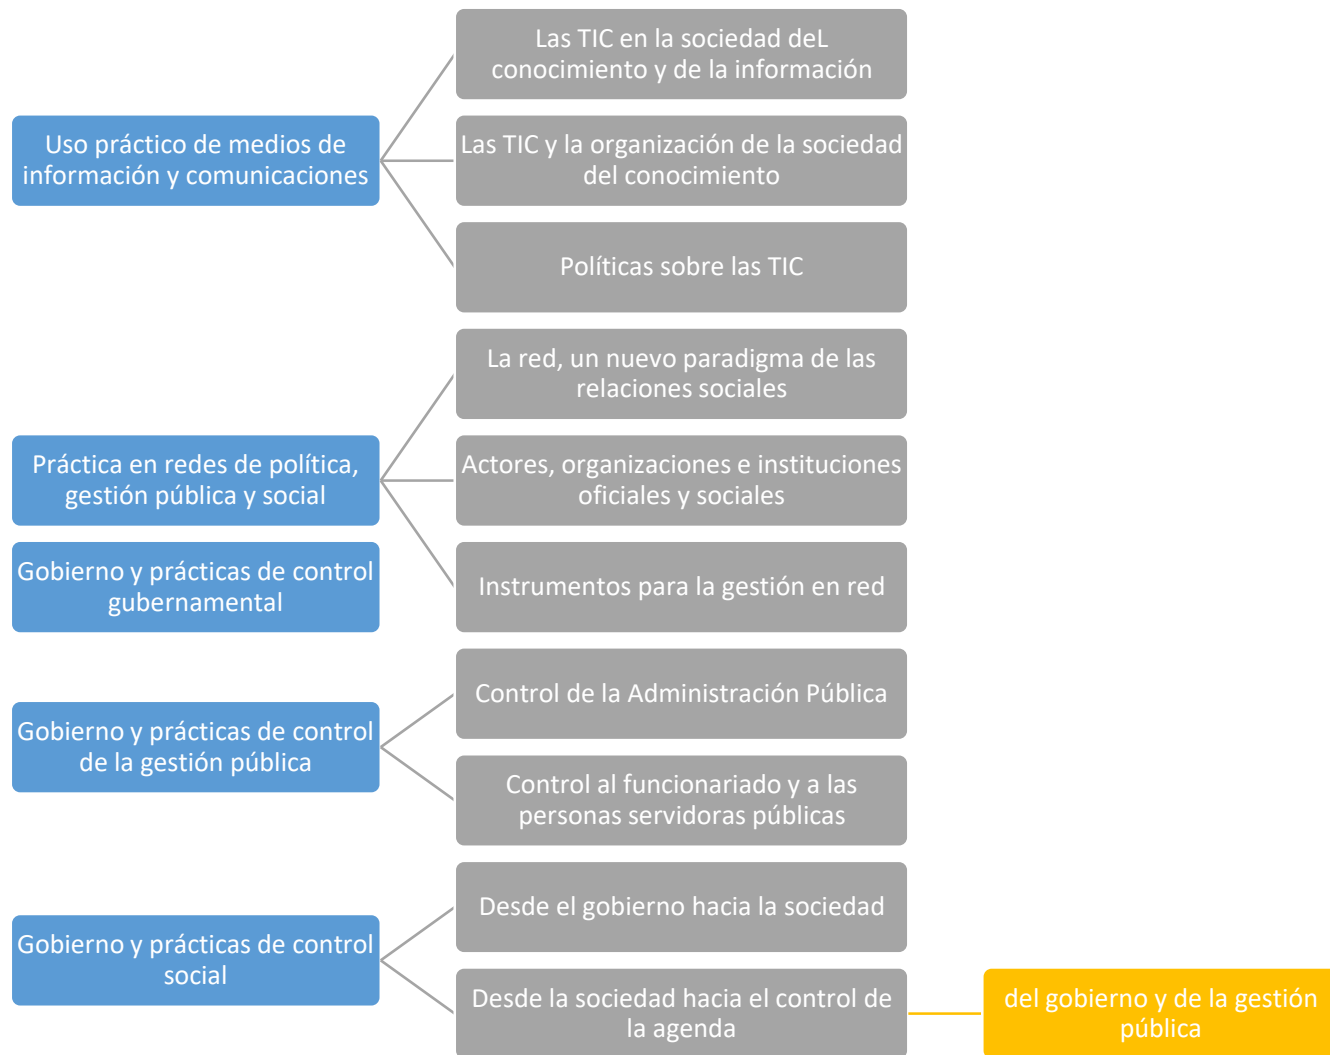 Uso práctico de medios de
información y comunicaciones
Las TIC en la sociedad deL
conocimiento y de la información
Las TIC y la organización de la sociedad
del conocimiento
Políticas sobre las TIC
Práctica en redes de política,
gestión pública y social
La red, un nuevo paradigma de las
relaciones sociales
Actores, organizaciones e instituciones
oficiales y sociales
Instrumentos para la gestión en red
Gobierno y prácticas de control
gubernamental
Gobierno y prácticas de control
de la gestión pública
Control de la Administración Pública
Control al funcionariado y a las
personas servidoras públicas
Gobierno y prácticas de control
social
Desde el gobierno hacia la sociedad
Desde la sociedad hacia el control de
la agenda
del gobierno y de la gestión
pública